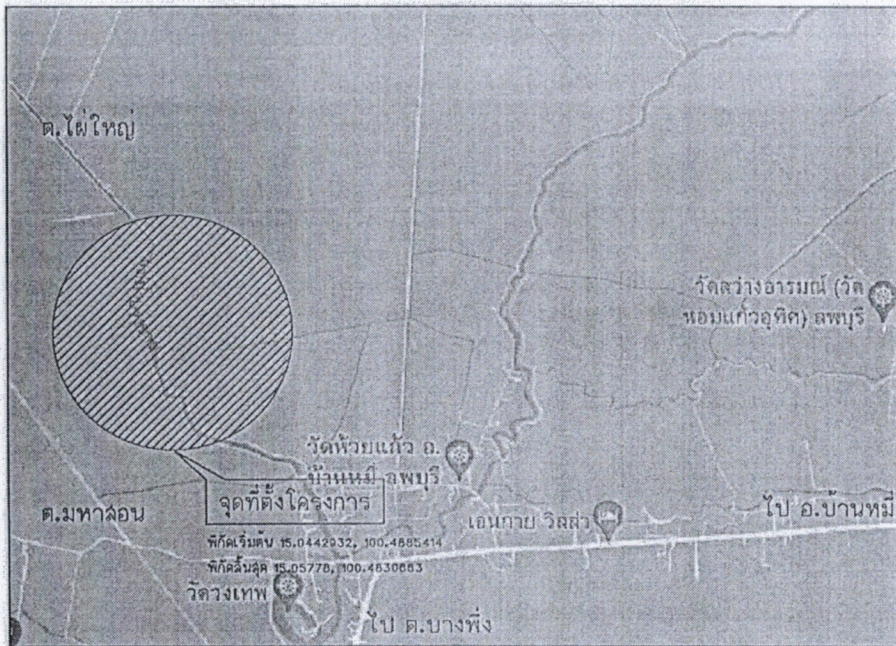 ต.ไผ่ใหญ่
วัดสว่างอารมณ์ (วัด
หอมแก้วอุทิศ) ลพบุรี
วัดห้วยแก้ว อ.
บ้านหมี่ ลพบุรี
จุดที่ตั้งโครงการ
ต.มหาสอน
เอนกาย วิลล่า
ไป อ.บ้านหมี่
พิกัดเริ่มต้น 15.0442932, 100.4885414
พิกัดสิ้นสุด 15.05778, 100.4830883
วัดวงเทพ
ไป ต.บางพึ่ง